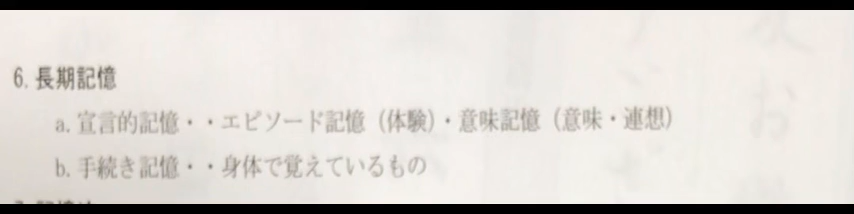 6. 長期記憶
a. 宣言的記憶・・エピソード記憶（体験）・意味記憶（意味・連想）
b. 手続き記憶・・身体で覚えているもの